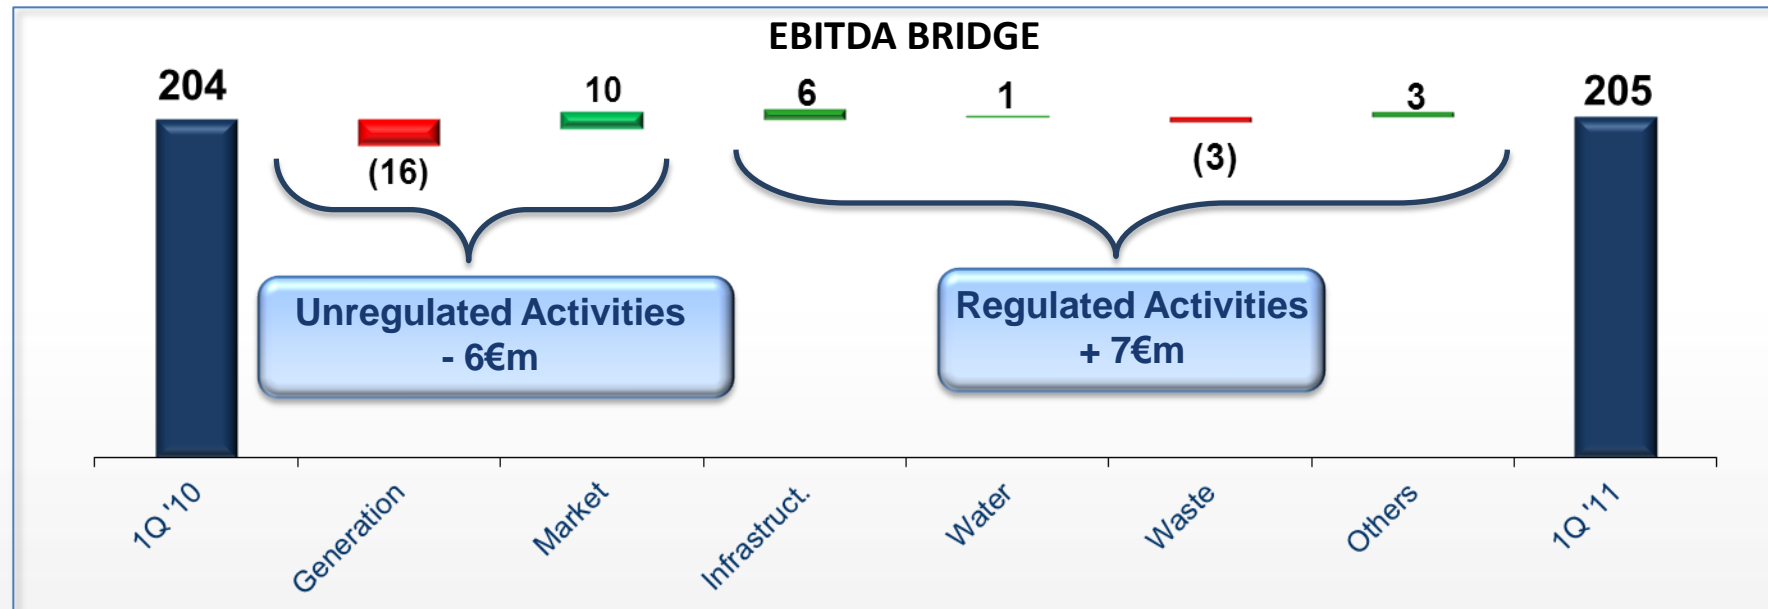 EBITDA BRIDGE
204
(16)
10
6
1
(3)
3
205
Unregulated Activities
- 6€m
Regulated Activities
+ 7€m
1Q '10
Generation
Market
Infrastruct.
Water
Waste
Others
1Q '11